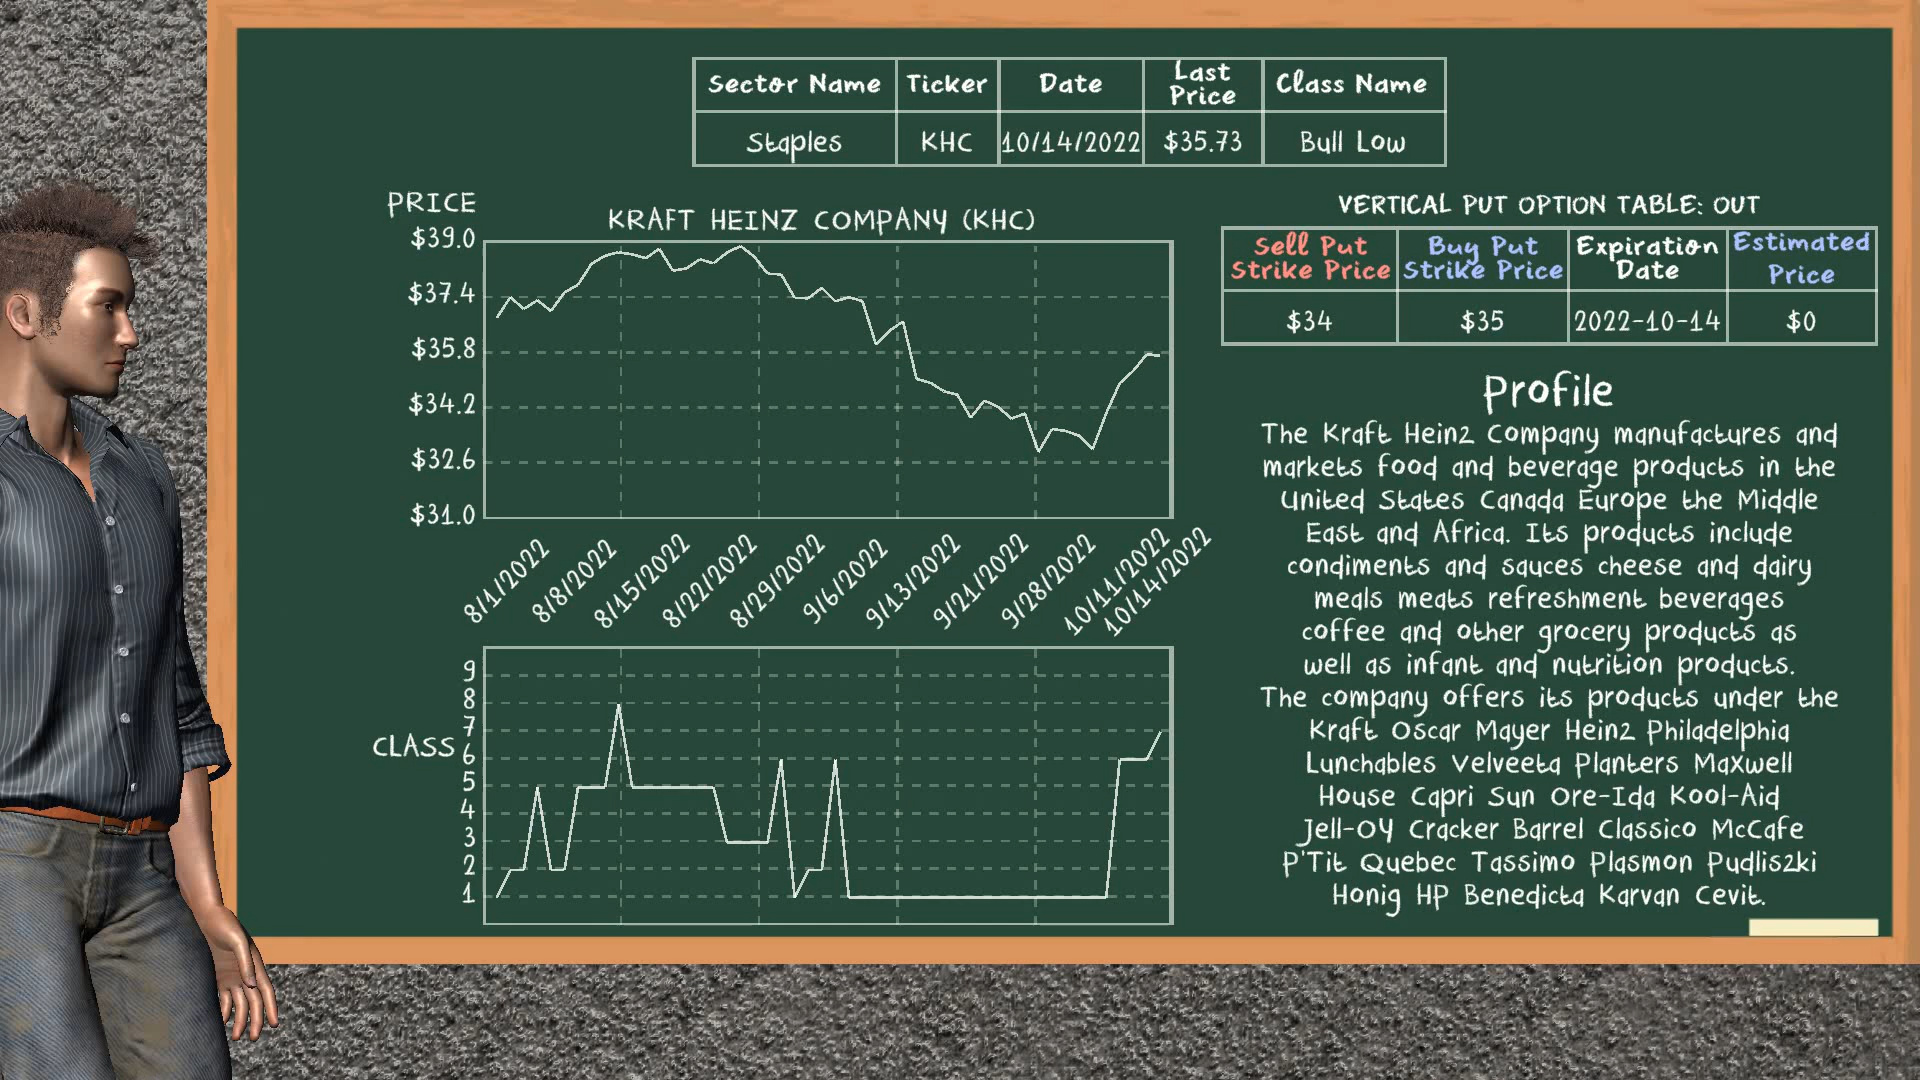 Sector Name Ticker Date Last Price Class Name
Staples KHC 10/14/2022 $35.73 Bull Low
PRICE
KRAFT HEINZ COMPANY (KHC)
$39.0
$37.4
$35.8
$34.2
$32.6
$31.0
8/1/2022 8/8/2022 8/15/2022 8/22/2022 8/29/2022 9/6/2022 9/13/2022 9/21/2022 9/28/2022 10/11/2022 10/14/2022
CLASS
9
8
7
6
5
4
3
2
1
VERTICAL PUT OPTION TABLE: OUT
Sell Put Strike Price Buy Put Strike Price Expiration Date Estimated Price
$34 $35 2022-10-14 $0
Profile
The Kraft Heinz Company manufactures and
markets food and beverage products in the
United States Canada Europe the Middle
East and Africa. Its products include
condiments and sauces cheese and dairy
meals meats refreshment beverages
coffee and other grocery products as
well as infant and nutrition products.
The company offers its products under the
Kraft Oscar Mayer Heinz Philadelphia
Lunchables Velveeta Planters Maxwell
House Capri Sun Ore-Ida Kool-Aid
Jell-OY Cracker Barrel Classico McCafe
P'Tit Quebec Tassimo Plasmon Pudliszki
Honig HP Benedicta Karvan Cevit.